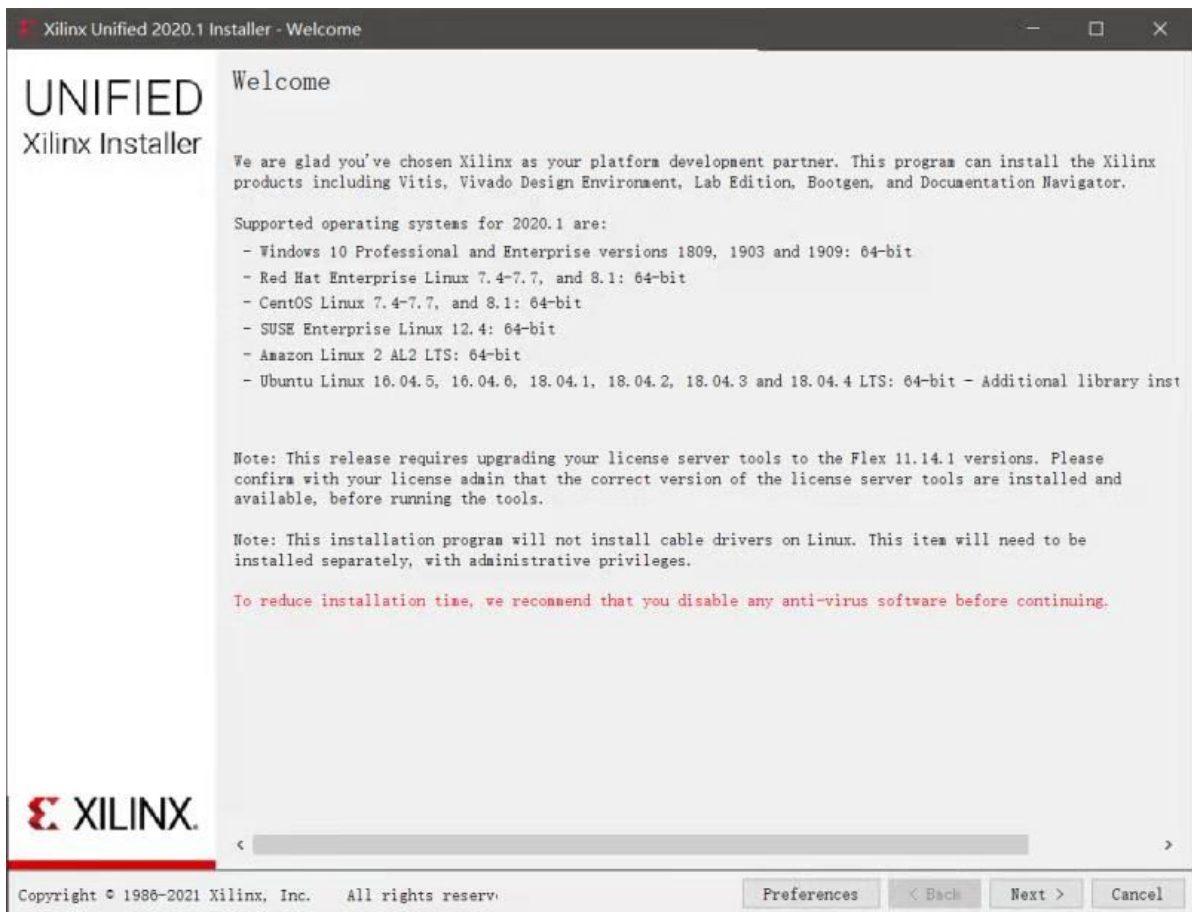 Xilinx Unified 2020.1 Installer - Welcome
UNIFIED
Xilinx Installer
Welcome
We are glad you've chosen Xilinx as your platform development partner. This program can install the Xilinx
products including Vitis, Vivado Design Environment, Lab Edition, Bootgen, and Documentation Navigator.
Supported operating systems for 2020.1 are:
- Windows 10 Professional and Enterprise versions 1809, 1903 and 1909: 64-bit
- Red Hat Enterprise Linux 7.4-7.7, and 8.1: 64-bit
- CentOS Linux 7.4-7.7, and 8.1: 64-bit
- SUSE Enterprise Linux 12.4: 64-bit
- Amazon Linux 2 AL2 LTS: 64-bit
- Ubuntu Linux 16.04.5, 16.04.6, 18.04.1, 18.04.2, 18.04.3 and 18.04.4 LTS: 64-bit - Additional library inst
Note: This release requires upgrading your license server tools to the Flex 11.14.1 versions. Please
confirm with your license admin that the correct version of the license server tools are installed and
available, before running the tools.
Note: This installation program will not install cable drivers on Linux. This item will need to be
installed separately, with administrative privileges.
To reduce installation time, we recommend that you disable any anti-virus software before continuing.
XILINX.
Copyright © 1986-2021 Xilinx, Inc. All rights reserv
Preferences < Back Next > Cancel